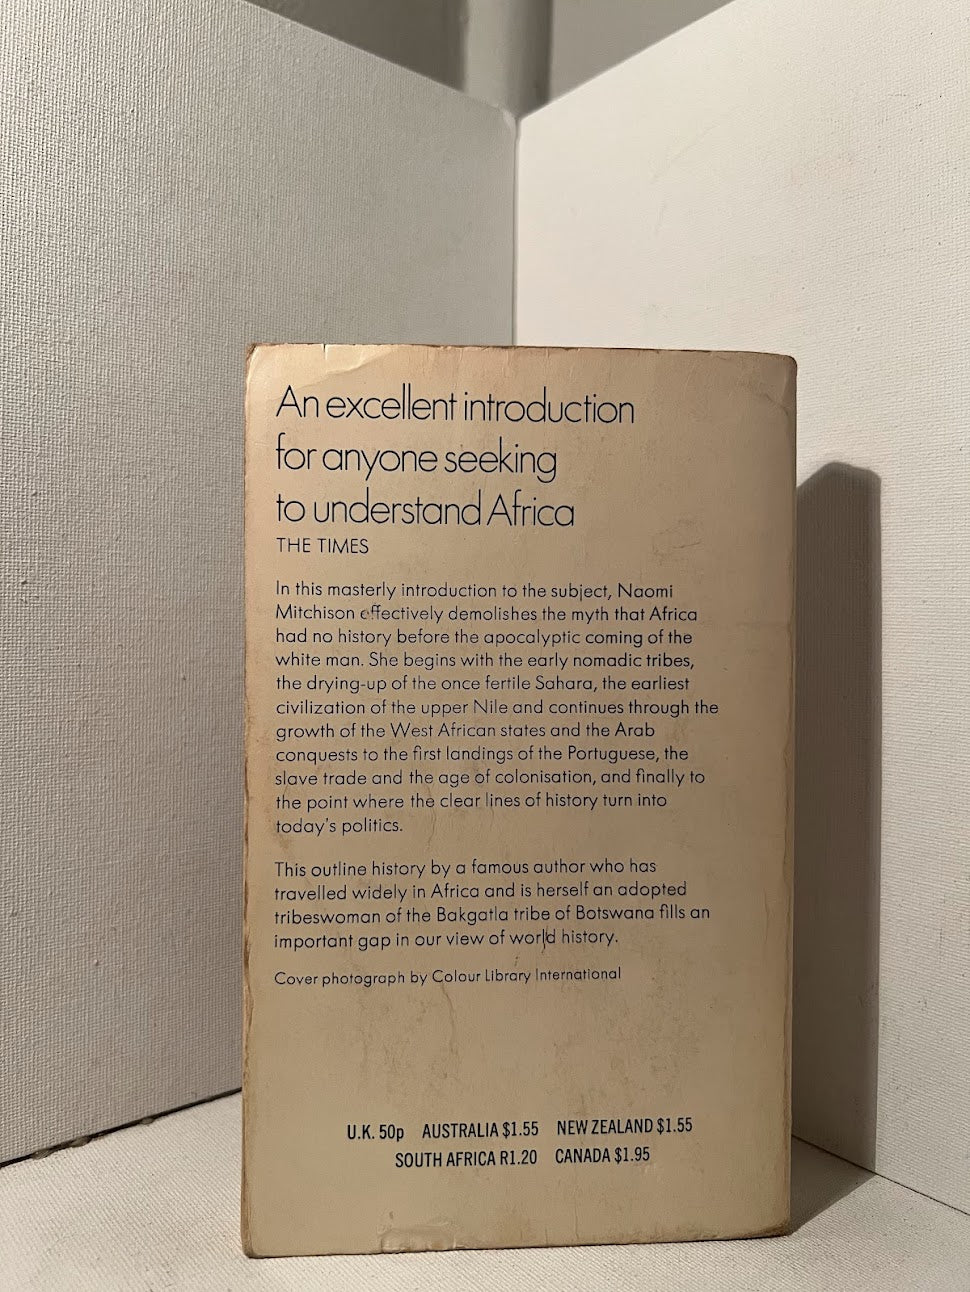 An excellent introduction
for anyone seeking
to understand Africa
THE TIMES
In this masterly introduction to the subject, Naomi
Mitchison effectively demolishes the myth that Africa
had no history before the apocalyptic coming of the
white man. She begins with the early nomadic tribes,
the drying-up of the once fertile Sahara, the earliest
civilization of the upper Nile and continues through the
growth of the West African states and the Arab
conquests to the first landings of the Portuguese, the
slave trade and the age of colonisation, and finally to
the point where the clear lines of history turn into
today's politics.
This outline history by a famous author who has
travelled widely in Africa and is herself an adopted
tribeswoman of the Bakgatla tribe of Botswana fills an
important gap in our view of world history.
Cover photograph by Colour Library International
U.K. 50p AUSTRALIA $1.55 NEW ZEALAND $1.55
SOUTH AFRICA R1.20 CANADA $1.95